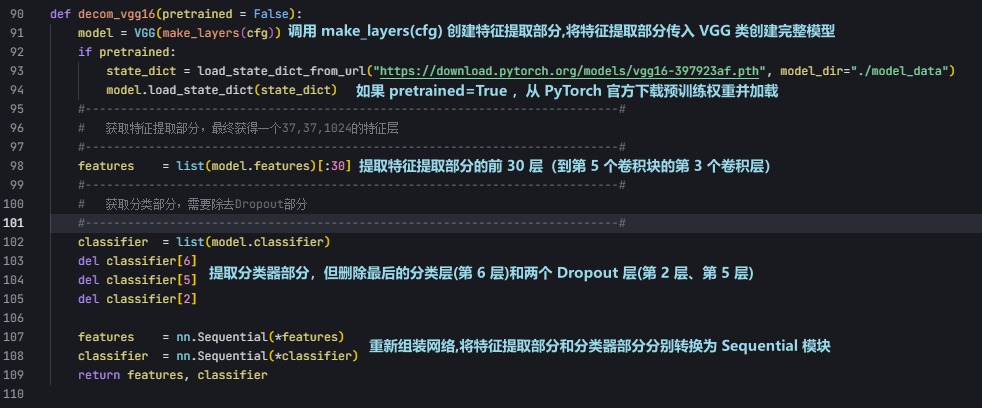 90 def decom_vgg16(pretrained = False):
91     model = VGG(make_layers(cfg)) 调用 make_layers(cfg) 创建特征提取部分,将特征提取部分传入 VGG 类创建完整模型
92     if pretrained:
93         state_dict = load_state_dict_from_url("https://download.pytorch.org/models/vgg16-397923af.pth", model_dir="./model_data")
94         model.load_state_dict(state_dict) 如果 pretrained=True ，从 PyTorch 官方下载预训练权重并加载
95     #----------------------------------------------------------------------------#
96     #   获取特征提取部分，最终获得一个37,37,1024的特征层
97     #----------------------------------------------------------------------------#
98     features    = list(model.features)[:30] 提取特征提取部分的前 30 层（到第 5 个卷积块的第 3 个卷积层）
99     #----------------------------------------------------------------------------#
100     #   获取分类部分，需要除去Dropout部分
101     #----------------------------------------------------------------------------#
102     classifier  = list(model.classifier)
103     del classifier[6]
提取分类器部分，但删除最后的分类层(第 6 层)和两个 Dropout 层(第 2 层、第 5 层)
104     del classifier[5]
105     del classifier[2]
106
107     features    = nn.Sequential(*features)
重新组装网络,将特征提取部分和分类器部分分别转换为 Sequential 模块
108     classifier  = nn.Sequential(*classifier)
109     return features, classifier
110